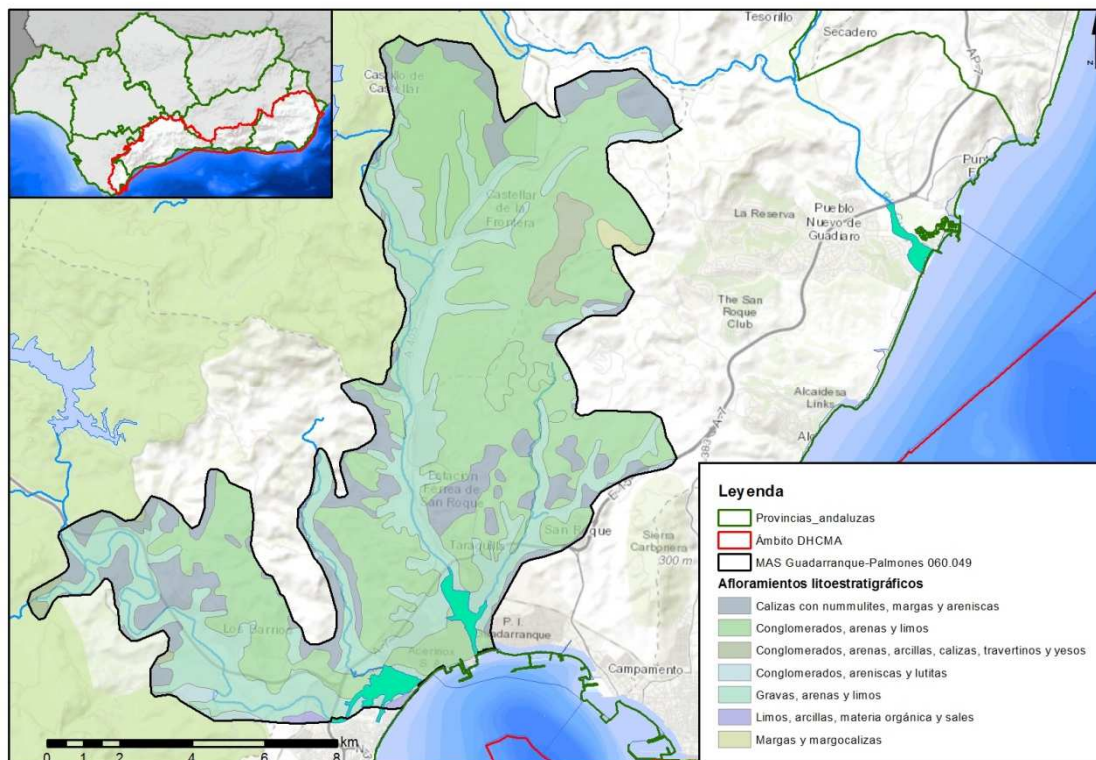 Tesorillo
Secadero
AP-7
N
Castillo de
Castellar
Castellar
de la
Frontera
La Reserva
Pueblo
Nuevo de
Guadiaro
The San
Roque
Club
Alcaidesa
Links
A-7
A-383
E-15
Estación
Férrea de
San Roque
San Roque
Taraguilla
Sierra
Carbonera
300 m
Los Barrios
Acerinox
P. I.
Guadarranque
Campamento
0 1 2 4 6 8
km
Leyenda
Provincias_andaluzas
Ámbito DHCMA
MAS Guadarranque-Palmones 060.049
Afloramientos litoestratigráficos
Calizas con nummulites, margas y areniscas
Conglomerados, arenas y limos
Conglomerados, arenas, arcillas, calizas, travertinos y yesos
Conglomerados, areniscas y lutitas
Gravas, arenas y limos
Limos, arcillas, materia orgánica y sales
Margas y margocalizas